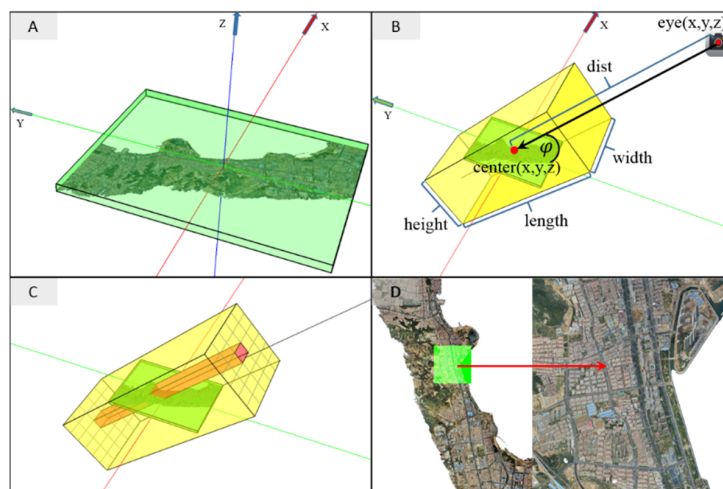 A
Z
X
Y
B
X
eye(x,y,z)
dist
Y
φ
center(x,y,z)
width
height
length
C
D